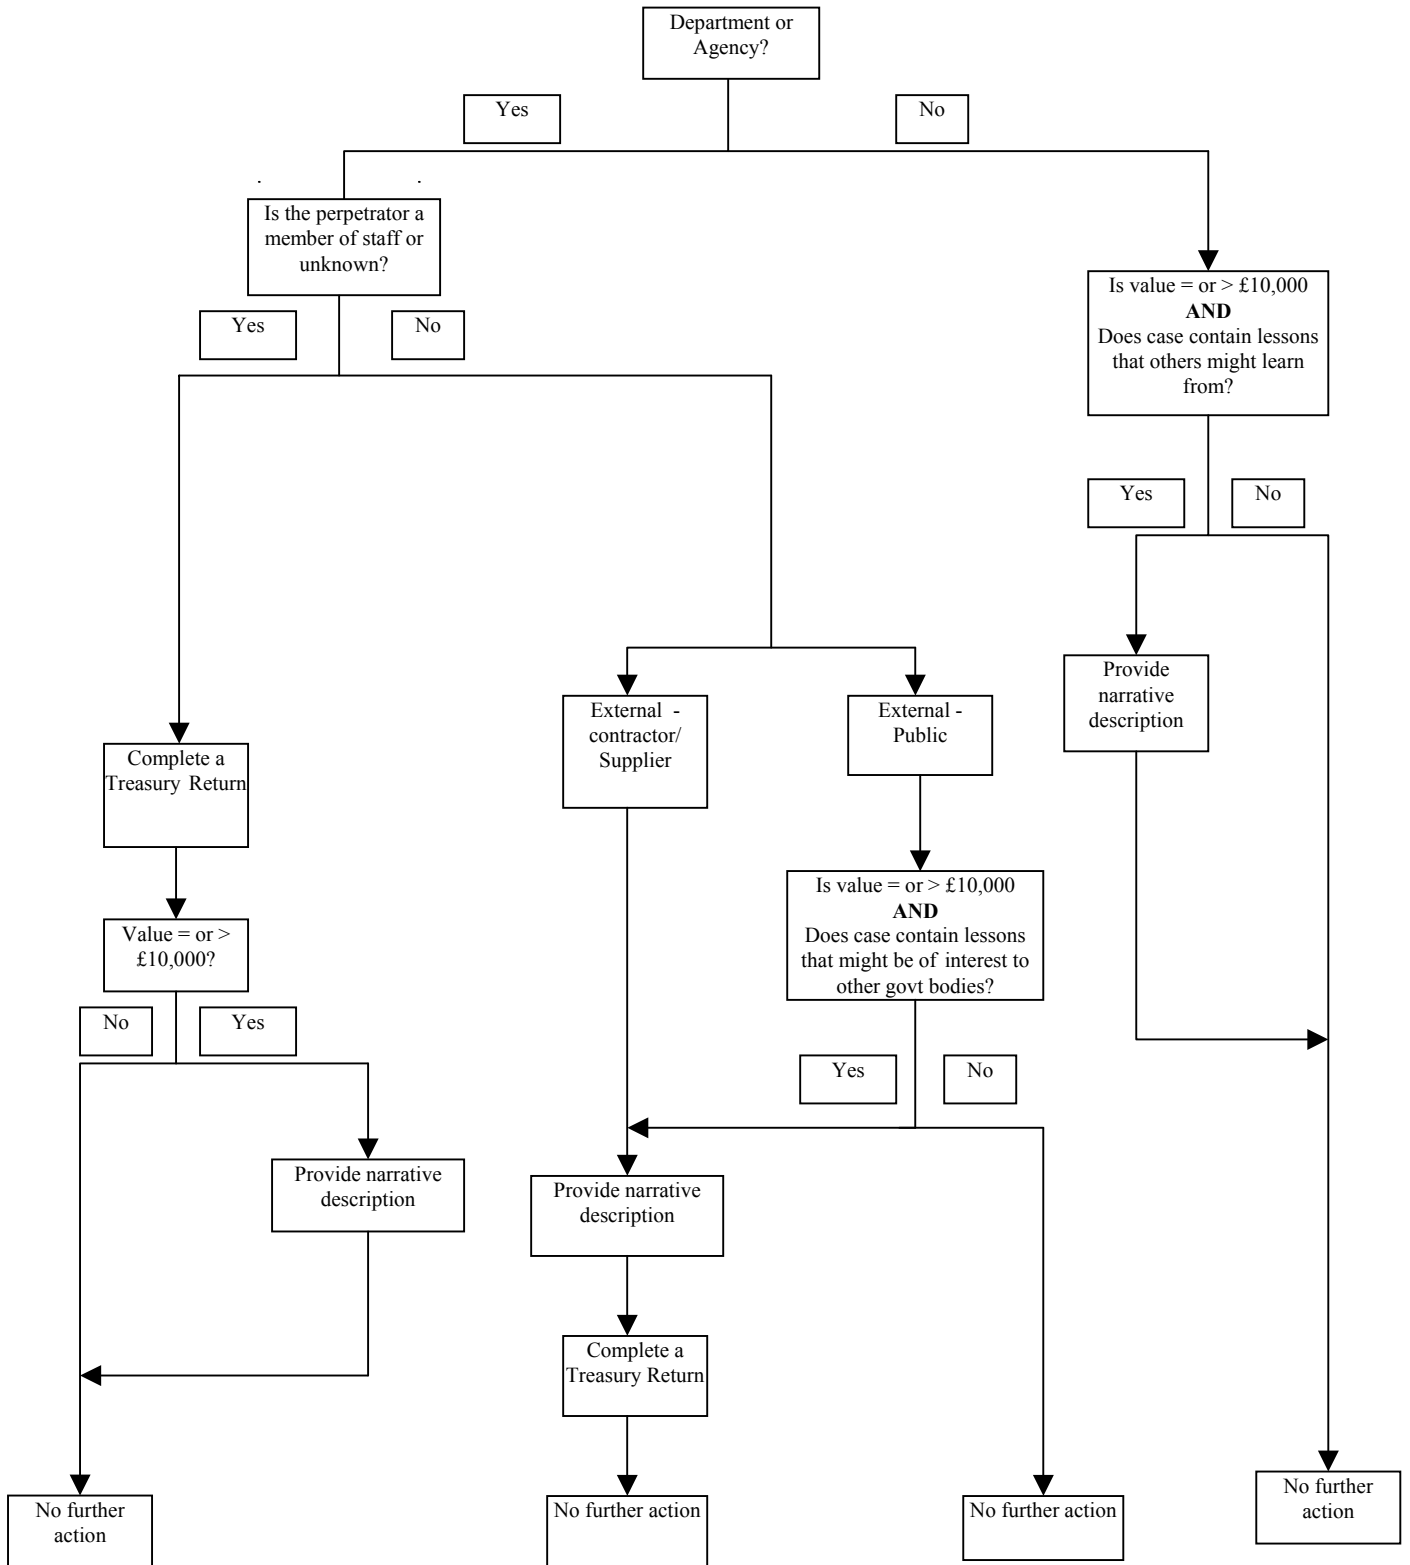 Department or
Agency?
Yes
No
.
.
Is the perpetrator a
member of staff or
unknown?
Is value = or > £10,000
AND
Does case contain lessons
that others might learn
from?
Yes
No
Yes
No
Provide
narrative
description
External -
contractor/
Supplier
External -
Public
Complete a
Treasury Return
Is value = or > £10,000
AND
Does case contain lessons
that might be of interest to
other govt bodies?
Value = or >
£10,000?
No
Yes
Yes
No
Provide narrative
description
Provide narrative
description
Complete a
Treasury Return
No further
action
No further action
No further action
No further
action